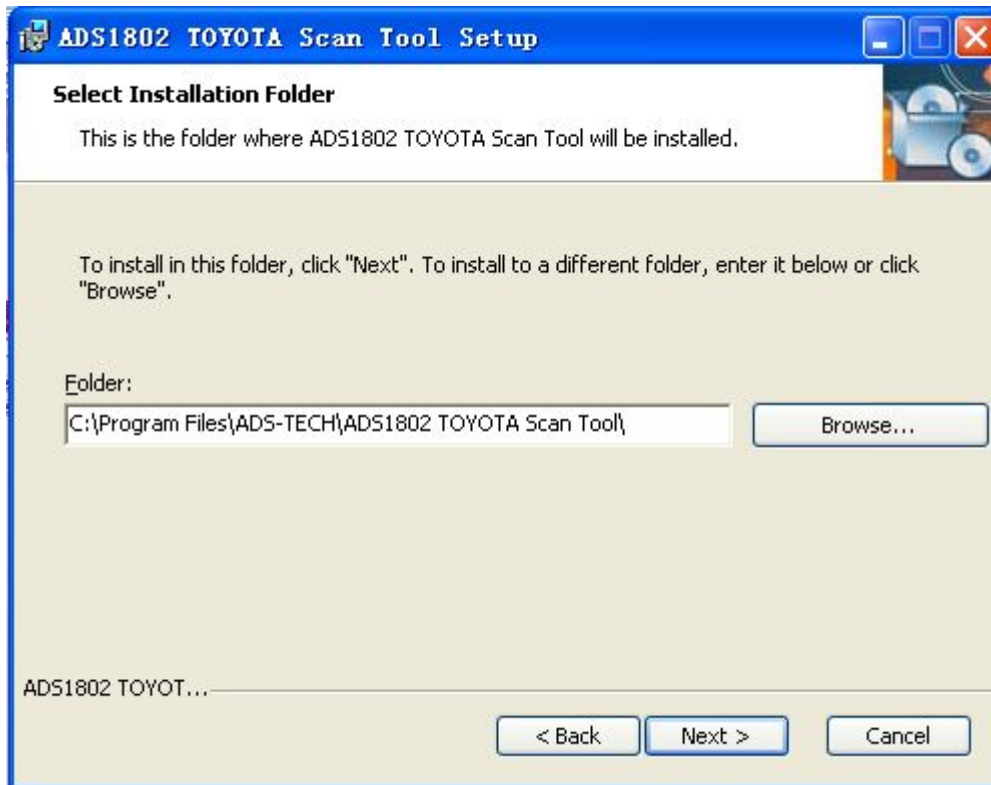 ADS1802 TOYOTA Scan Tool Setup
Select Installation Folder
This is the folder where ADS1802 TOYOTA Scan Tool will be installed.
To install in this folder, click "Next". To install to a different folder, enter it below or click
"Browse".
Folder:
C:\Program Files\ADS-TECH\ADS1802 TOYOTA Scan Tool\
Browse...
ADS1802 TOYOT...
< Back
Next >
Cancel